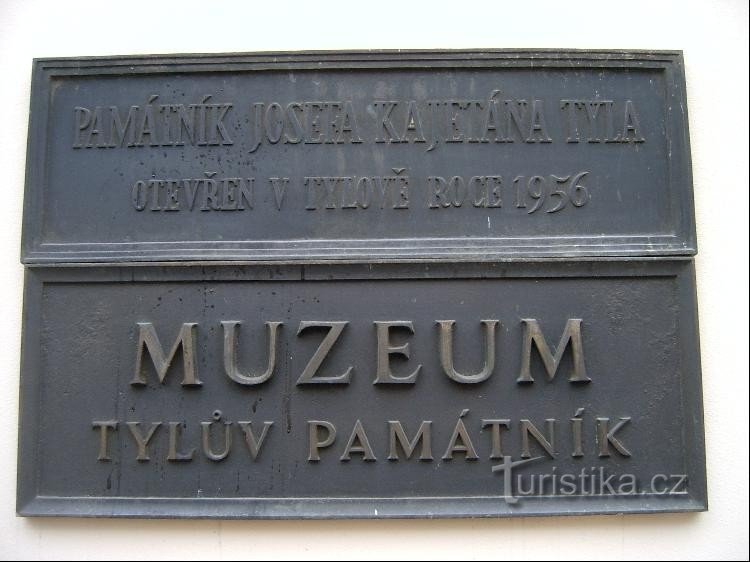 PAMÁTNÍK JOSEFA KAJETÁNA TYLA
OTEVŘEN V TYLOVĚ ROCE 1956
MUZEUM
TYLŮV PAMÁTNÍK
Turistika.cz